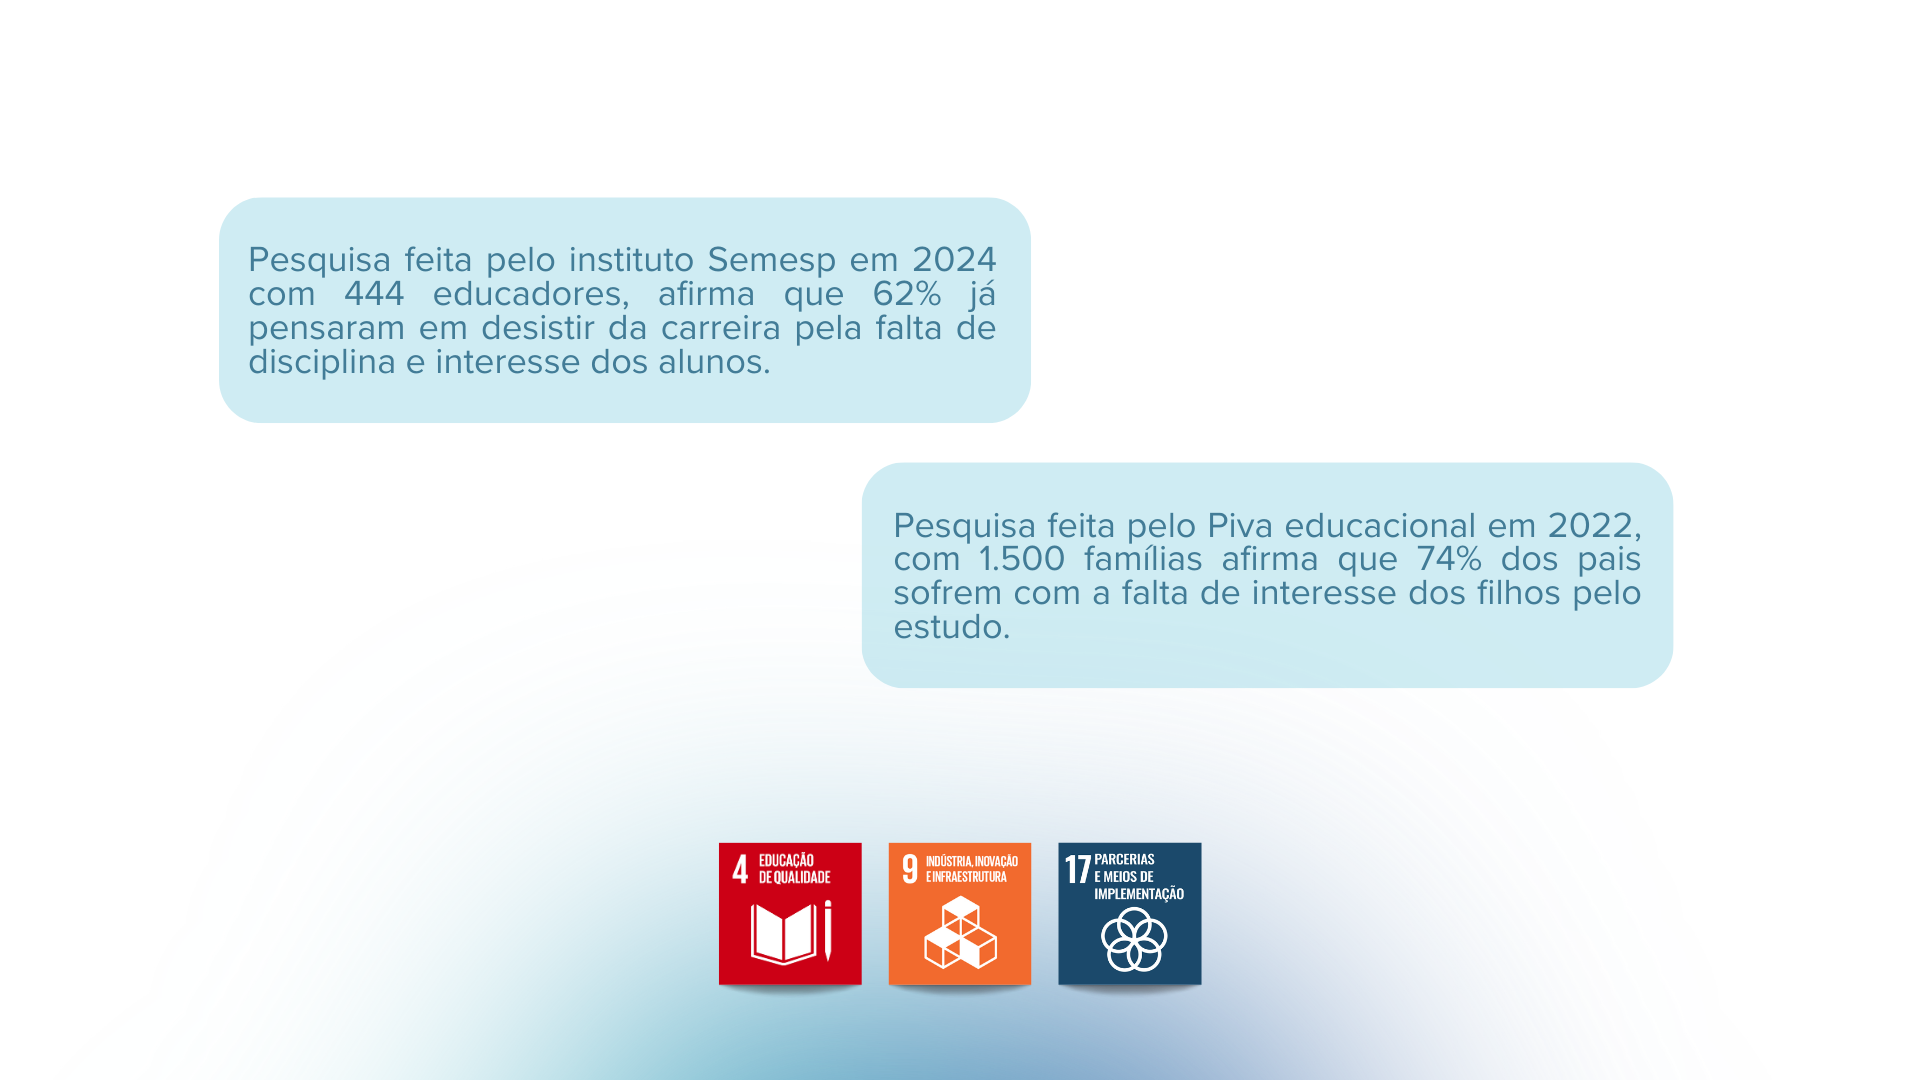 Pesquisa feita pelo instituto Semesp em 2024
com 444 educadores, afirma que 62% já
pensaram em desistir da carreira pela falta de
disciplina e interesse dos alunos.
Pesquisa feita pelo Piva educacional em 2022,
com 1.500 famílias afirma que 74% dos pais
sofrem com a falta de interesse dos filhos pelo
estudo.
4 EDUCAÇÃO
DE QUALIDADE
9 INDÚSTRIA, INOVAÇÃO
E INFRAESTRUTURA
17 PARCERIAS
E MEIOS DE
IMPLEMENTAÇÃO